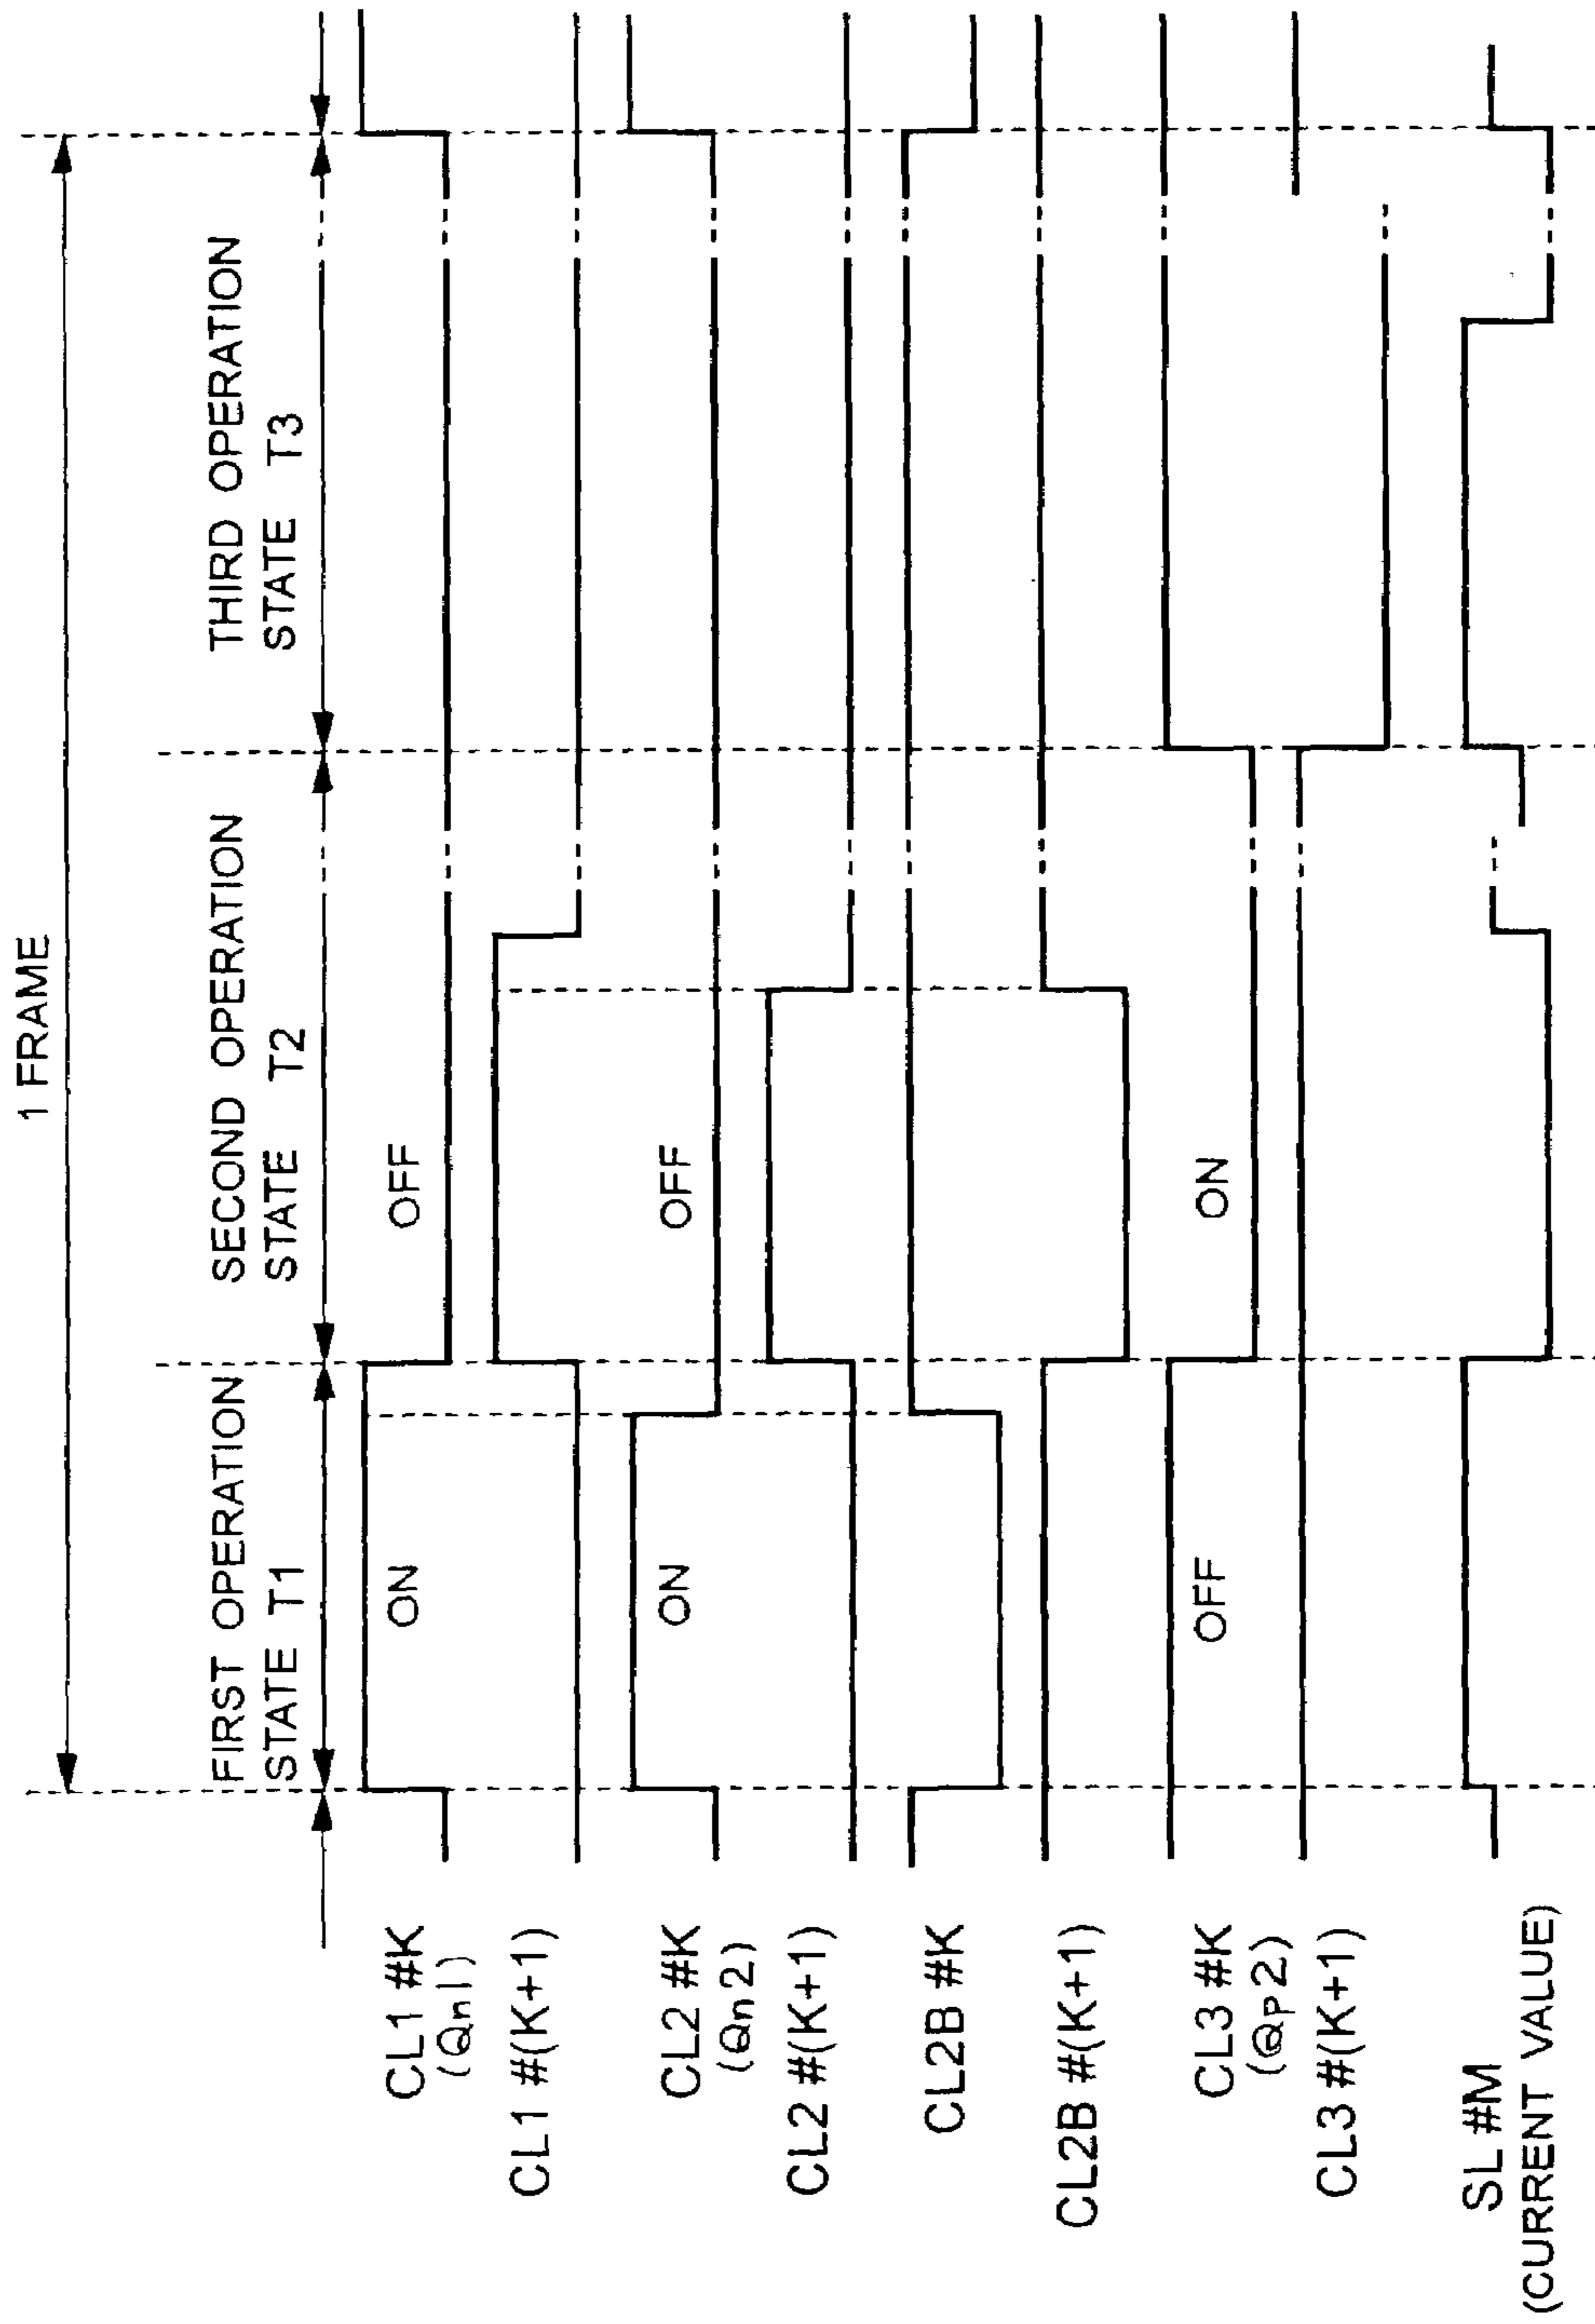 1 FRAME
FIRST OPERATION
STATE T1
SECOND OPERATION
STATE T2
THIRD OPERATION
STATE T3
CL1 #K
(Qn1)
ON
OFF
CL1 #(K+1)
CL2 #K
(Qn2)
ON
OFF
CL2 #(K+1)
CL2B #K
CL2B #(K+1)
CL3 #K
(Qp2)
OFF
ON
CL3 #(K+1)
SL #M
(CURRENT VALUE)